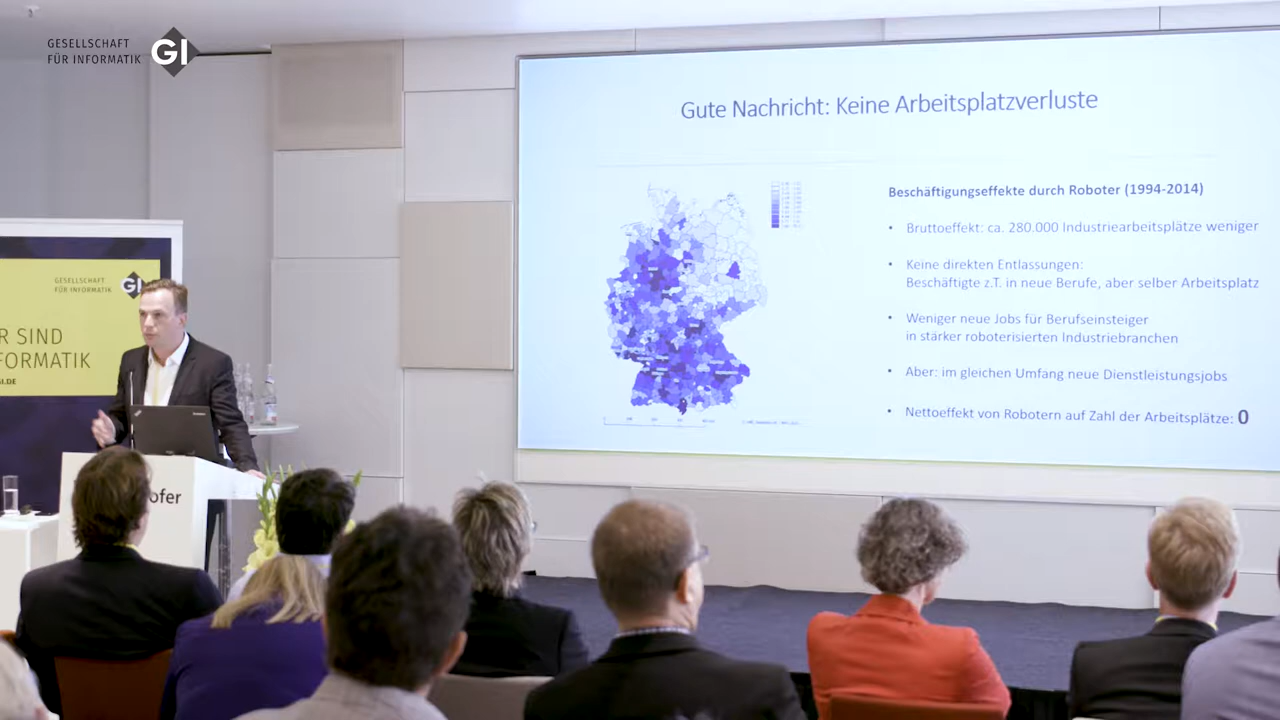 GESELLSCHAFT
FÜR INFORMATIK
GI
Gute Nachricht: Keine Arbeitsplatzverluste
Beschäftigungseffekte durch Roboter (1994-2014)
• Bruttoeffekt: ca. 280.000 Industriearbeitsplätze weniger
• Keine direkten Entlassungen:
Beschäftigte z.T. in neue Berufe, aber selber Arbeitsplatz
• Weniger neue Jobs für Berufseinsteiger
in stärker roboterisierten Industriebranchen
• Aber: im gleichen Umfang neue Dienstleistungsjobs
• Nettoeffekt von Robotern auf Zahl der Arbeitsplätze: 0
GESELLSCHAFT
FÜR INFORMATIK
GI
R SIND
FORMATIK
GI.DE
ofer